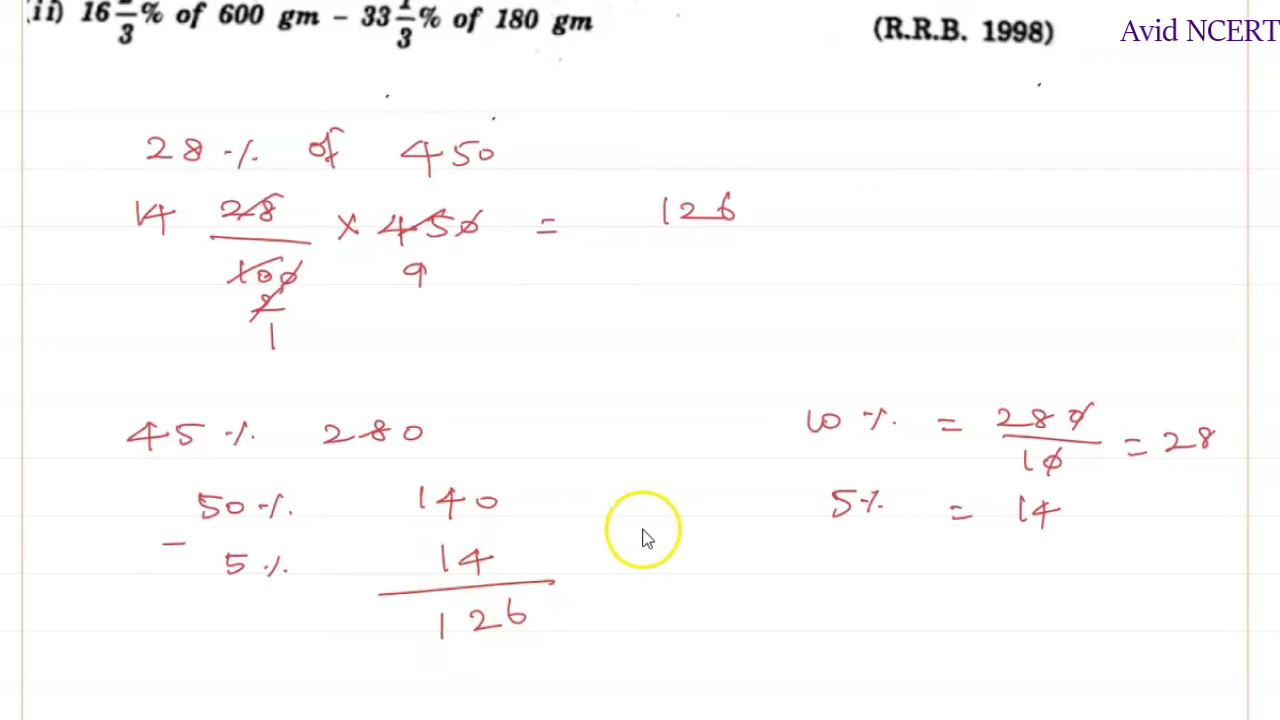 ii) 16 2/3% of 600 gm – 33 1/3% of 180 gm
(R.R.B. 1998)
Avid NCERT
28 % of 450
14 28/100 × 450 = 126
9
2
1
45 % 280
50 % 140
– 5 % 14
126
10 % = 280/10 = 28
5% = 14